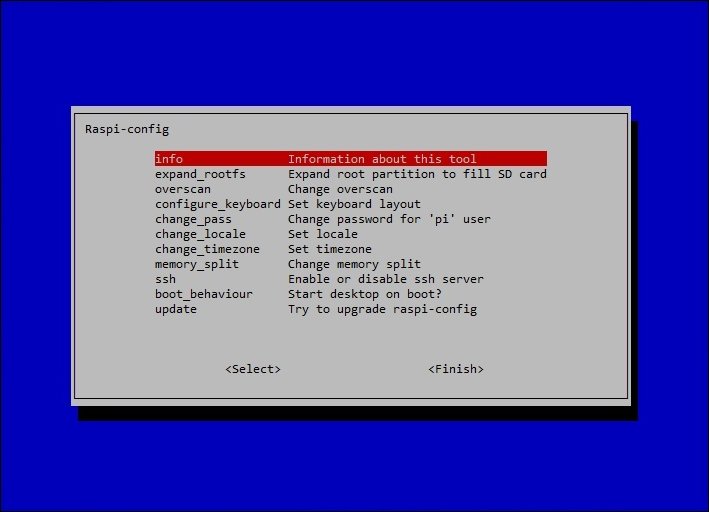 Raspi-config
info Information about this tool
expand_rootfs Expand root partition to fill SD card
overscan Change overscan
configure_keyboard Set keyboard layout
change_pass Change password for 'pi' user
change_locale Set locale
change_timezone Set timezone
memory_split Change memory split
ssh Enable or disable ssh server
boot_behaviour Start desktop on boot?
update Try to upgrade raspi-config
<Select> <Finish>